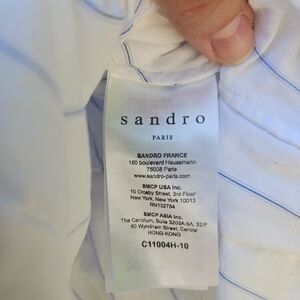 sandro
PARIS
SANDRO FRANCE
150 boulevard Haussmann
75008 Paris
www.sandro-paris.com
SMCP USA Inc.
10 Crosby Street, 3rd Floor
New York, New York 10013
RN132784
SMCP ASIA Inc.
The Centrium, Suite 3203A-5A, 32/F
60 Wyndham Street, Central
HONG-KONG
C11004H-10